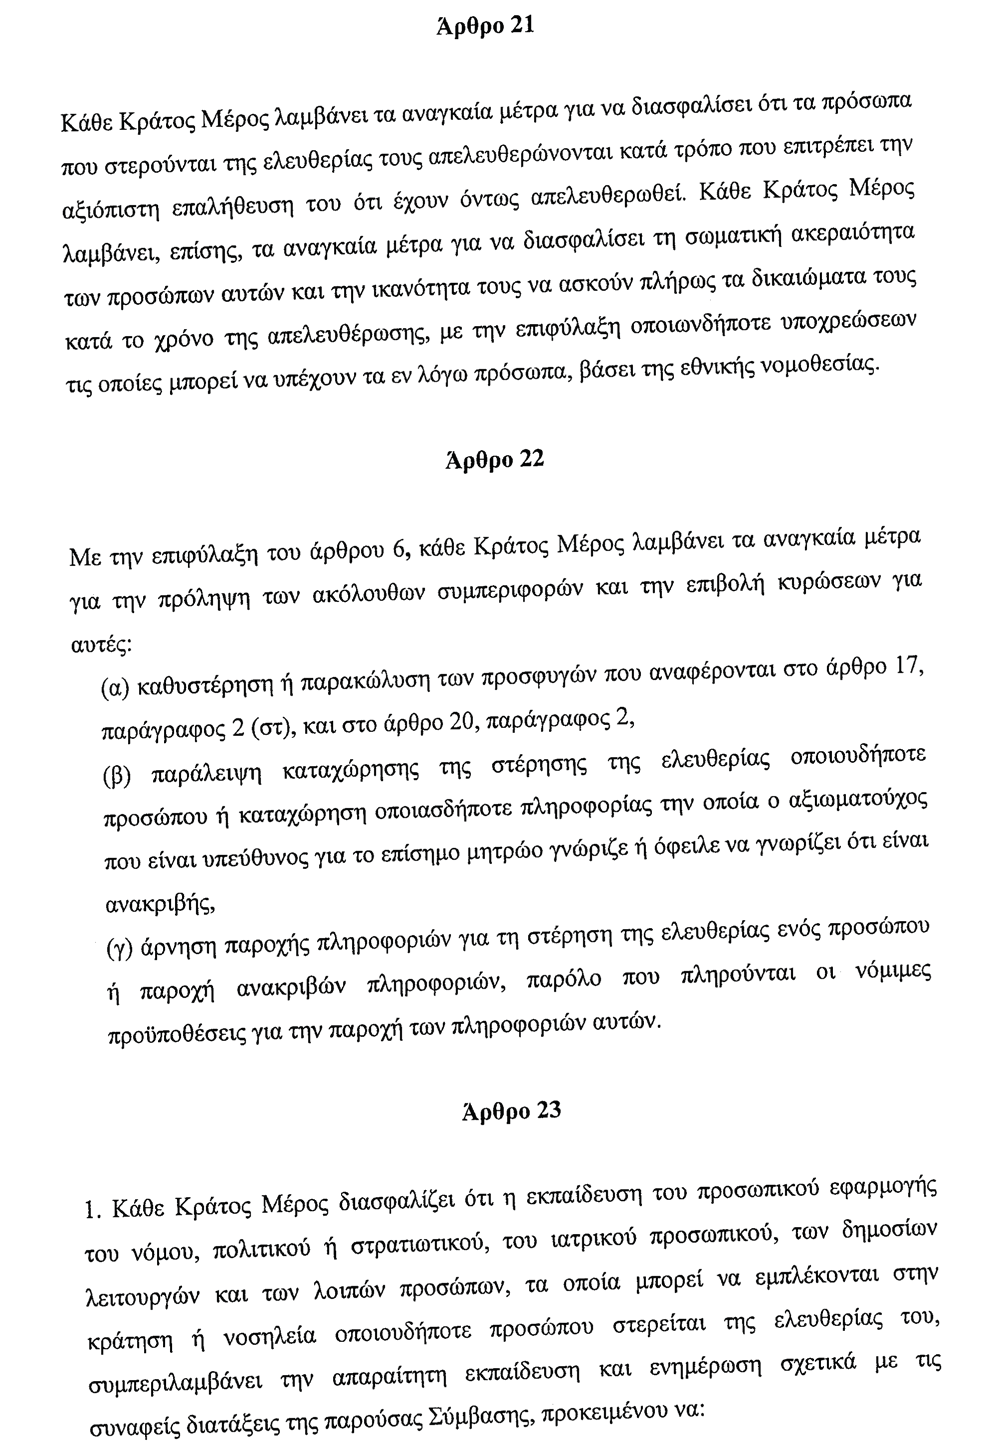 Άρθρο 21
Κάθε Κράτος Μέρος λαμβάνει τα αναγκαία μέτρα για να διασφαλίσει ότι τα πρόσωπα
που στερούνται της ελευθερίας τους απελευθερώνονται κατά τρόπο που επιτρέπει την
αξιόπιστη επαλήθευση του ότι έχουν όντως απελευθερωθεί. Κάθε Κράτος Μέρος
λαμβάνει, επίσης, τα αναγκαία μέτρα για να διασφαλίσει τη σωματική ακεραιότητα
των προσώπων αυτών και την ικανότητα τους να ασκούν πλήρως τα δικαιώματα τους
κατά το χρόνο της απελευθέρωσης, με την επιφύλαξη οποιωνδήποτε υποχρεώσεων
τις οποίες μπορεί να υπέχουν τα εν λόγω πρόσωπα, βάσει της εθνικής νομοθεσίας.
Άρθρο 22
Με την επιφύλαξη του άρθρου 6, κάθε Κράτος Μέρος λαμβάνει τα αναγκαία μέτρα
για την πρόληψη των ακόλουθων συμπεριφορών και την επιβολή κυρώσεων για
αυτές:
(α) καθυστέρηση ή παρακώλυση των προσφυγών που αναφέρονται στο άρθρο 17,
παράγραφος 2 (στ), και στο άρθρο 20, παράγραφος 2,
(β) παράλειψη καταχώρησης της στέρησης της ελευθερίας οποιουδήποτε
προσώπου ή καταχώρηση οποιασδήποτε πληροφορίας την οποία ο αξιωματούχος
που είναι υπεύθυνος για το επίσημο μητρώο γνώριζε ή όφειλε να γνωρίζει ότι είναι
ανακριβής,
(γ) άρνηση παροχής πληροφοριών για τη στέρηση της ελευθερίας ενός προσώπου
ή παροχή ανακριβών πληροφοριών, παρόλο που πληρούνται οι νόμιμες
προϋποθέσεις για την παροχή των πληροφοριών αυτών.
Άρθρο 23
1. Κάθε Κράτος Μέρος διασφαλίζει ότι η εκπαίδευση του προσωπικού εφαρμογής
του νόμου, πολιτικού ή στρατιωτικού, του ιατρικού προσωπικού, των δημοσίων
λειτουργών και των λοιπών προσώπων, τα οποία μπορεί να εμπλέκονται στην
κράτηση ή νοσηλεία οποιουδήποτε προσώπου στερείται της ελευθερίας του,
συμπεριλαμβάνει την απαραίτητη εκπαίδευση και ενημέρωση σχετικά με τις
συναφείς διατάξεις της παρούσας Σύμβασης, προκειμένου να: